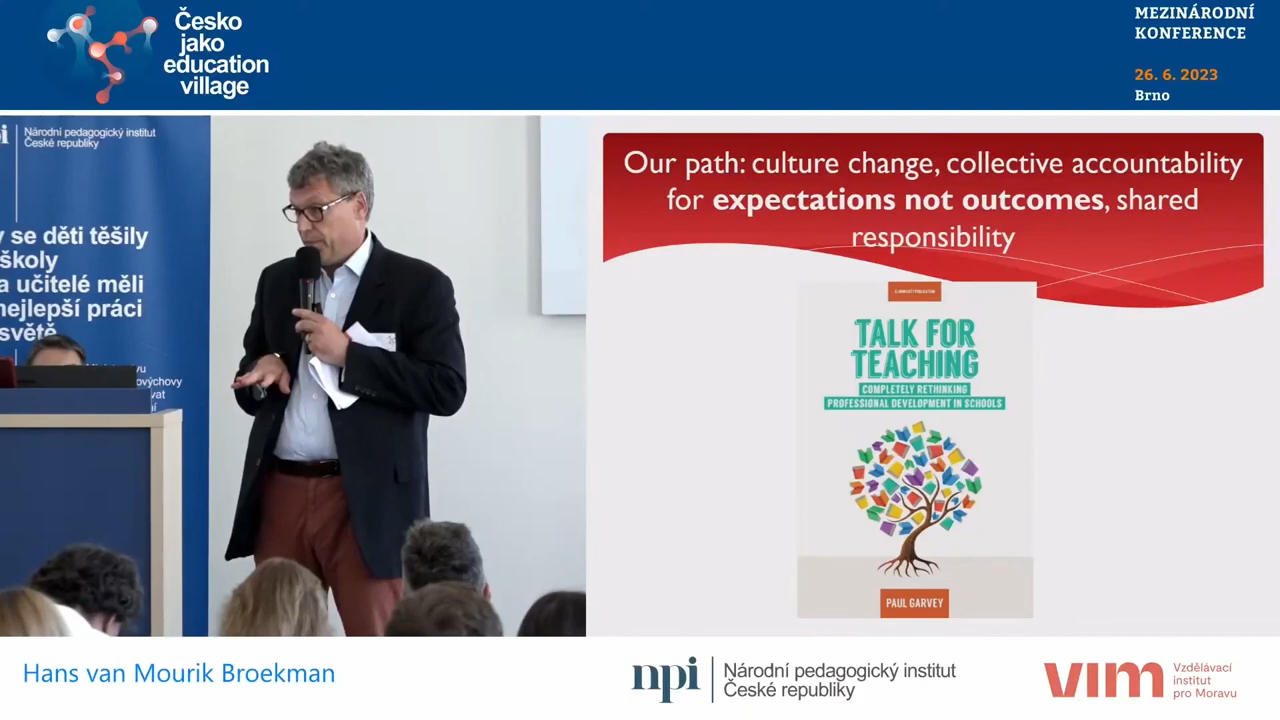 Česko
jako
education
village
MEZINÁRODNÍ
KONFERENCE
26. 6. 2023
Brno
Národní pedagogický institut
České republiky
se děti těšily
školy
a učitelé měli
nejlepší práci
světě
Our path: culture change, collective accountability
for expectations not outcomes, shared
responsibility
TALK FOR
TEACHING
COMPLETELY RETHINKING
PROFESSIONAL DEVELOPMENT IN SCHOOLS
PAUL GARVEY
Hans van Mourik Broekman
npi
Národní pedagogický institut
České republiky
vim
Vzdělávací
institut
pro Moravu